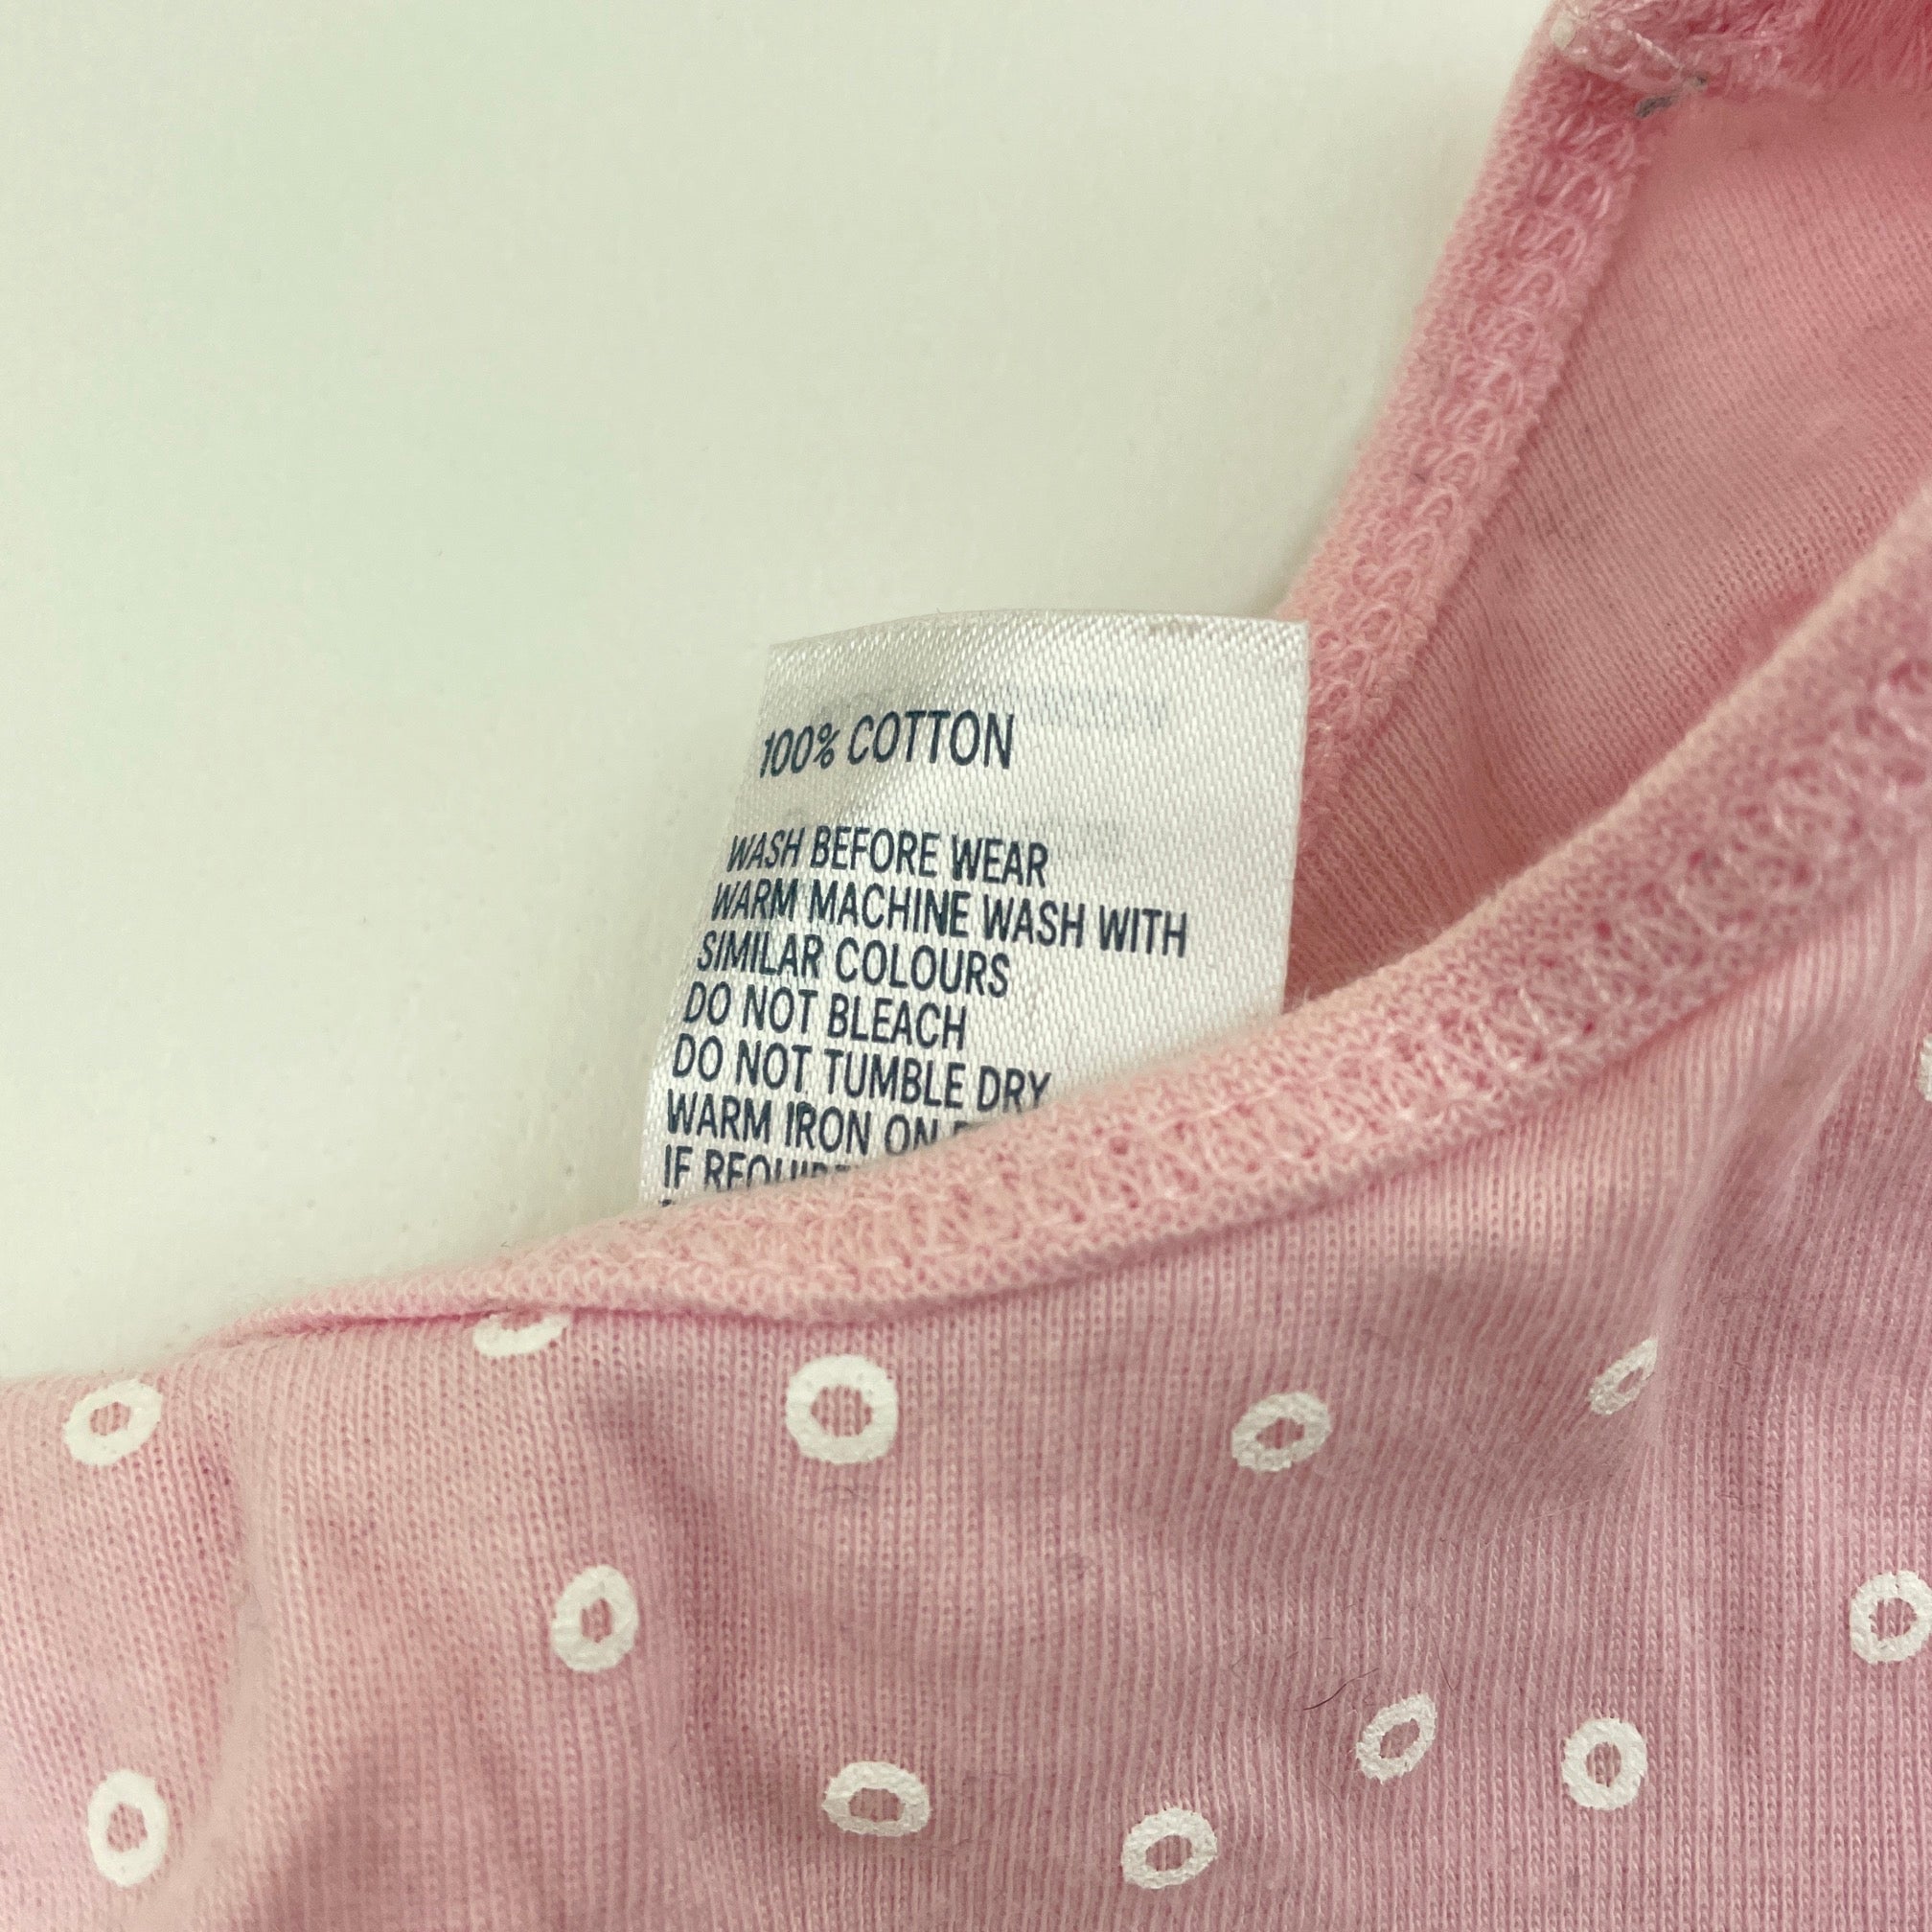 100% COTTON
WASH BEFORE WEAR
WARM MACHINE WASH WITH
SIMILAR COLOURS
DO NOT BLEACH
DO NOT TUMBLE DRY
WARM IRON ON
IF